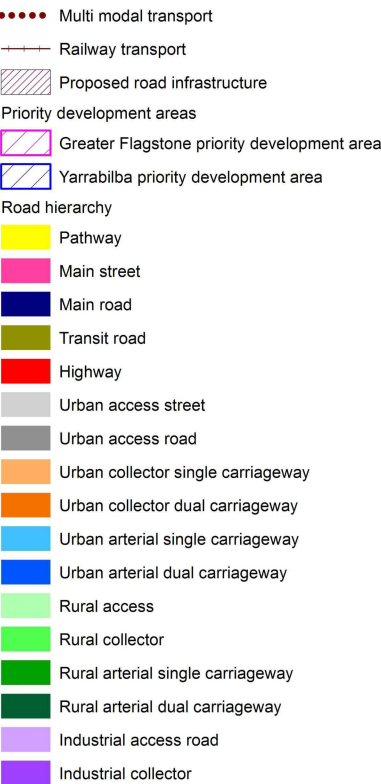 Multi modal transport
Railway transport
Proposed road infrastructure
Priority development areas
Greater Flagstone priority development area
Yarrabilba priority development area
Road hierarchy
Pathway
Main street
Main road
Transit road
Highway
Urban access street
Urban access road
Urban collector single carriageway
Urban collector dual carriageway
Urban arterial single carriageway
Urban arterial dual carriageway
Rural access
Rural collector
Rural arterial single carriageway
Rural arterial dual carriageway
Industrial access road
Industrial collector